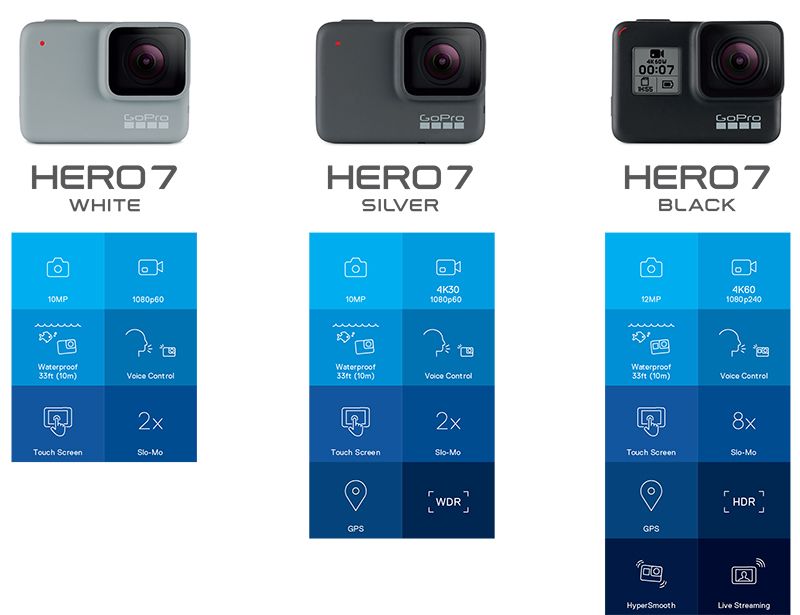 GoPro
HERO7
WHITE
10MP
1080p60
Waterproof
33ft (10m)
Voice Control
Touch Screen
2x
Slo-Mo
GoPro
HERO7
SILVER
10MP
4K30
1080p60
Waterproof
33ft (10m)
Voice Control
Touch Screen
2x
Slo-Mo
GPS
WDR
4K60W
00:07
1H:55
GoPro
HERO7
BLACK
12MP
4K60
1080p240
Waterproof
33ft (10m)
Voice Control
Touch Screen
8x
Slo-Mo
GPS
HDR
HyperSmooth
Live Streaming